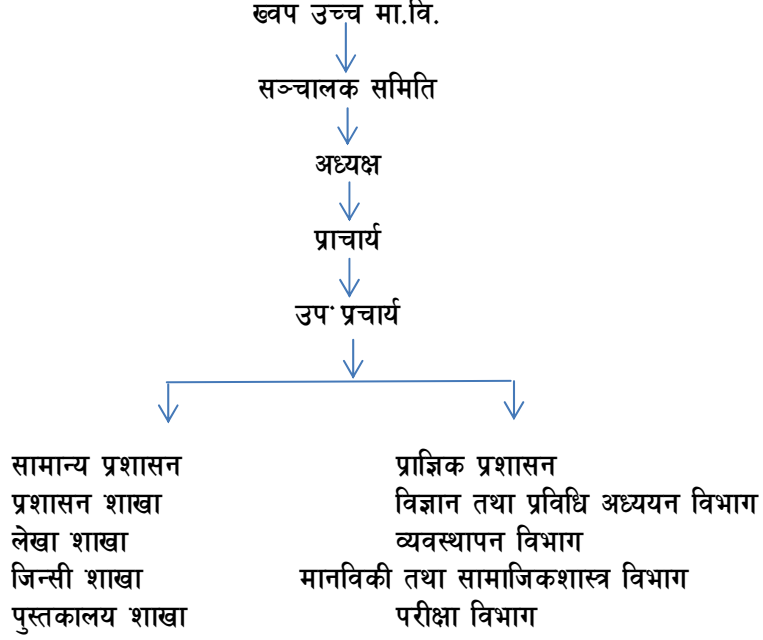 ख्वप उच्च मा.वि.
सञ्चालक समिति
अध्यक्ष
प्राचार्य
उप प्रचार्य
सामान्य प्रशासन
प्रशासन शाखा
लेखा शाखा
जिन्सी शाखा
पुस्तकालय शाखा
प्राज्ञिक प्रशासन
विज्ञान तथा प्रविधि अध्ययन विभाग
व्यवस्थापन विभाग
मानविकी तथा सामाजिकशास्त्र विभाग
परीक्षा विभाग